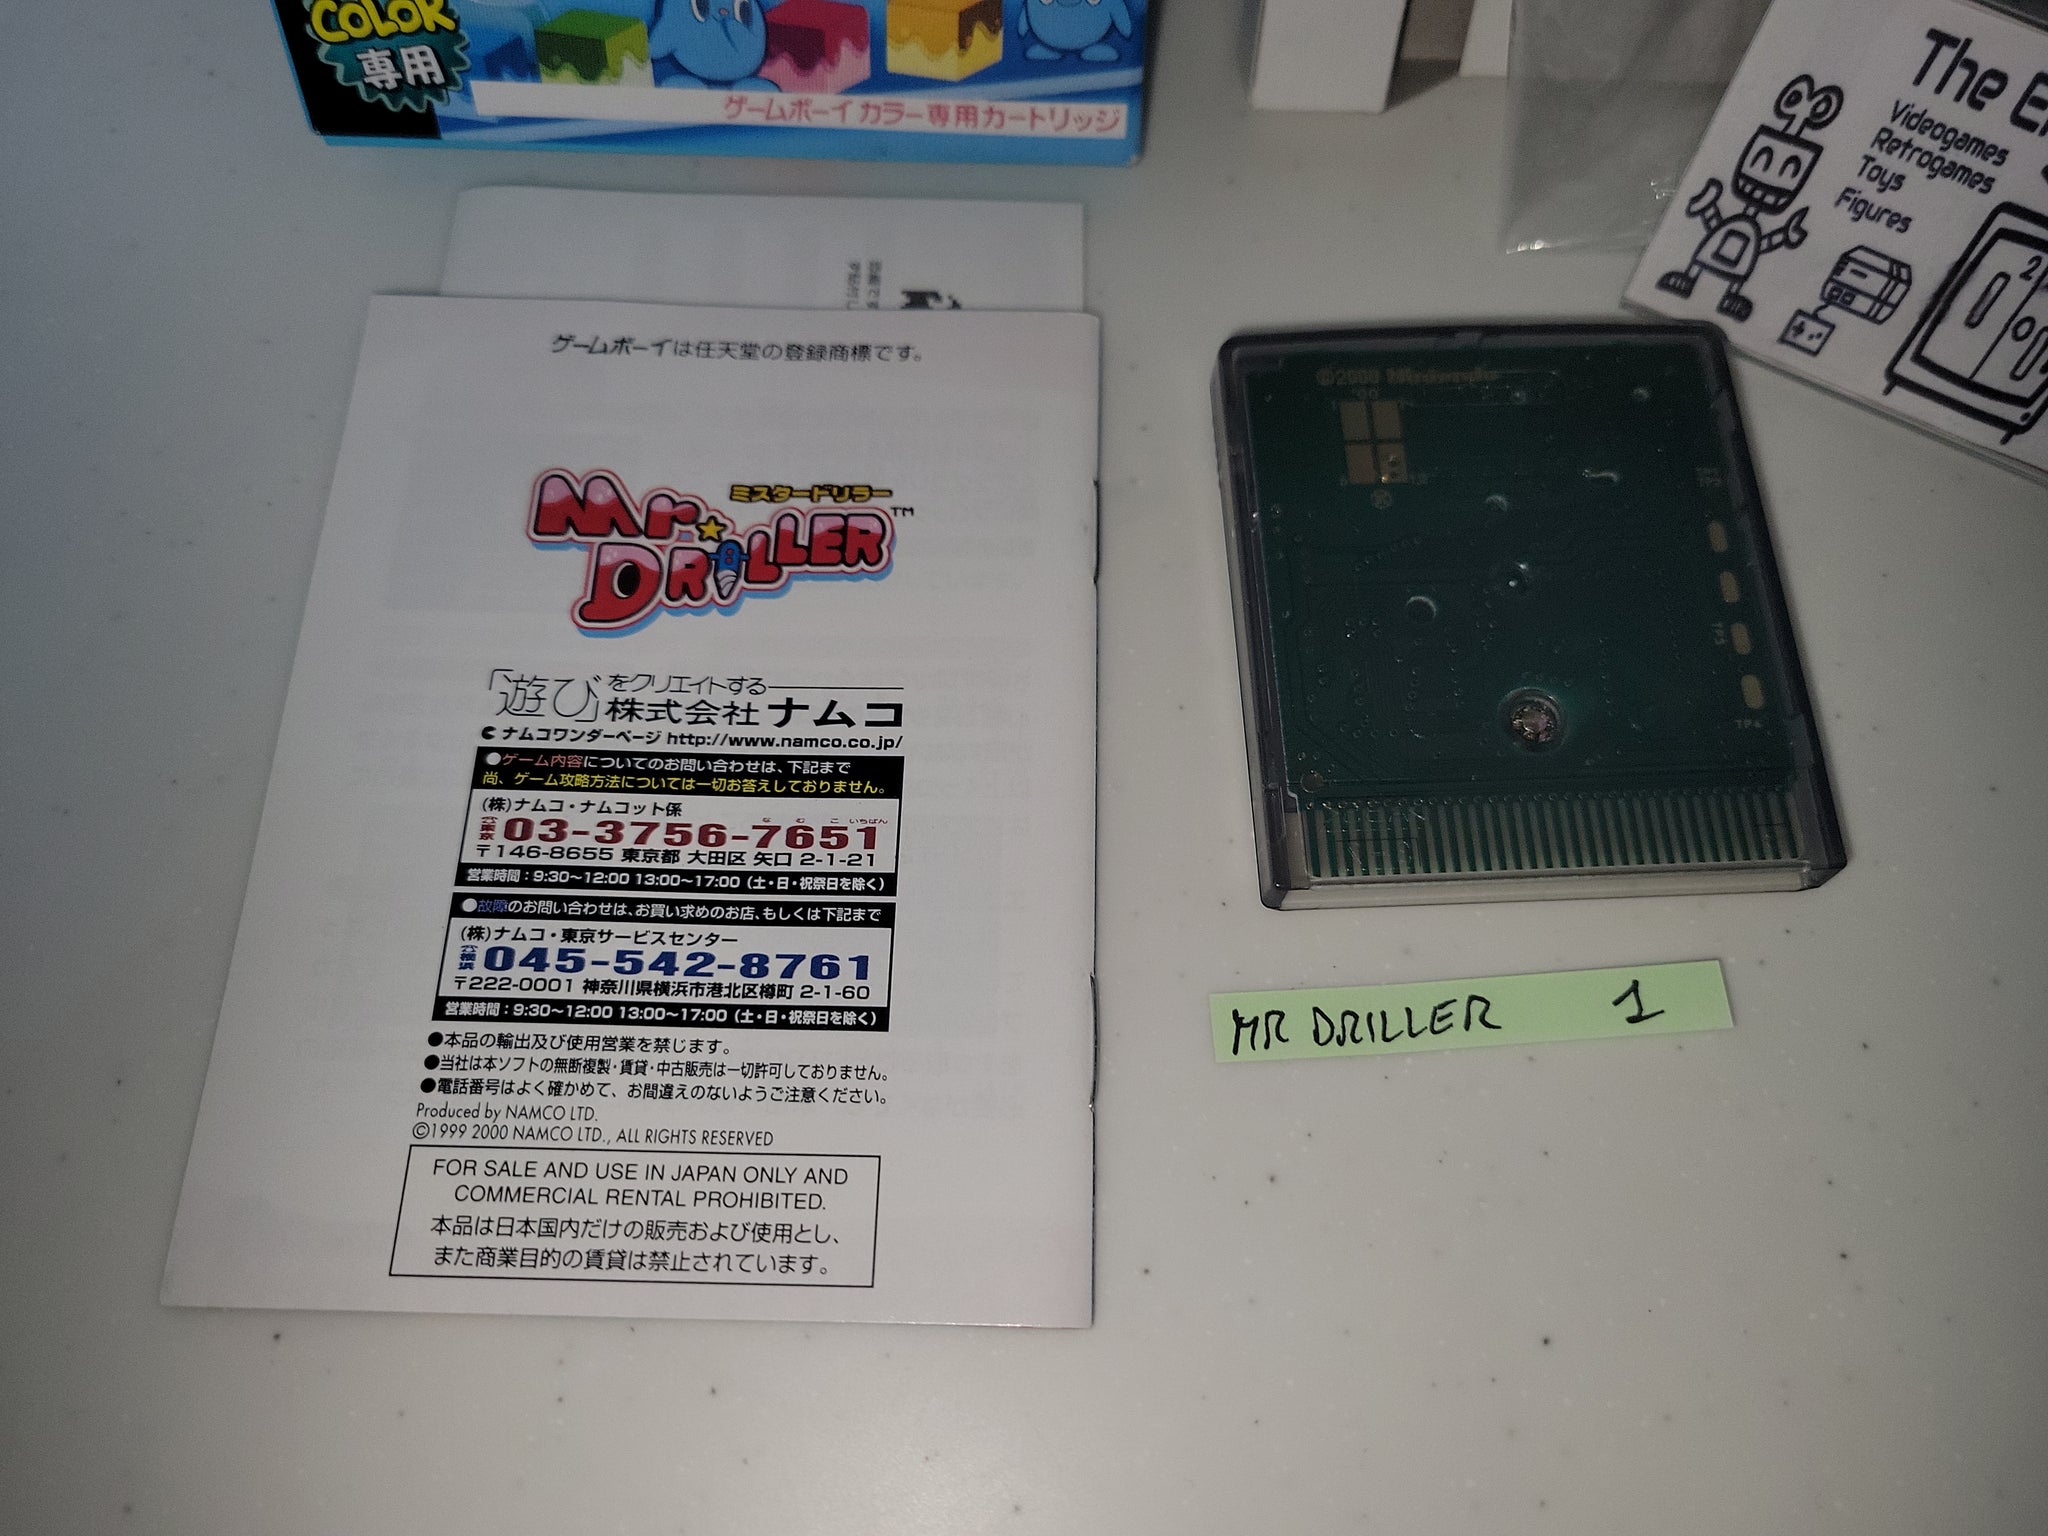 COLOR
専用
ゲームボーイ カラー専用カートリッジ
The
Videogames
Retrogames
Toys
Figures
2
ゲームボーイは任天堂の登録商標です。
ミスタードリラー
Mr. DRILLER™
「遊び」をクリエイトする
株式会社ナムコ
ナムコワンダーページ http://www.namco.co.jp/
●ゲーム内容についてのお問い合わせは、下記まで
尚、ゲーム攻略方法については一切お答えしておりません。
(株)ナムコ・ナムコット係
なむこ いちばん
東京 03-3756-7651
〒146-8655 東京都 大田区 矢口 2-1-21
営業時間：9:30～12:00 13:00～17:00（土・日・祝祭日を除く）
●故障のお問い合わせは、お買い求めのお店、もしくは下記まで
(株)ナムコ・東京サービスセンター
横浜 045-542-8761
〒222-0001 神奈川県横浜市港北区樽町 2-1-60
営業時間：9:30～12:00 13:00～17:00（土・日・祝祭日を除く）
●本品の輸出及び使用営業を禁じます。
●当社は本ソフトの無断複製・賃貸・中古販売は一切許可しておりません。
●電話番号はよく確かめて、お間違えのないようご注意ください。
Produced by NAMCO LTD.
©1999 2000 NAMCO LTD., ALL RIGHTS RESERVED
FOR SALE AND USE IN JAPAN ONLY AND
COMMERCIAL RENTAL PROHIBITED.
本品は日本国内だけの販売および使用とし、
また商業目的の賃貸は禁止されています。
©2000 Nintendo
TP3
TP4
MR DRILLER 1